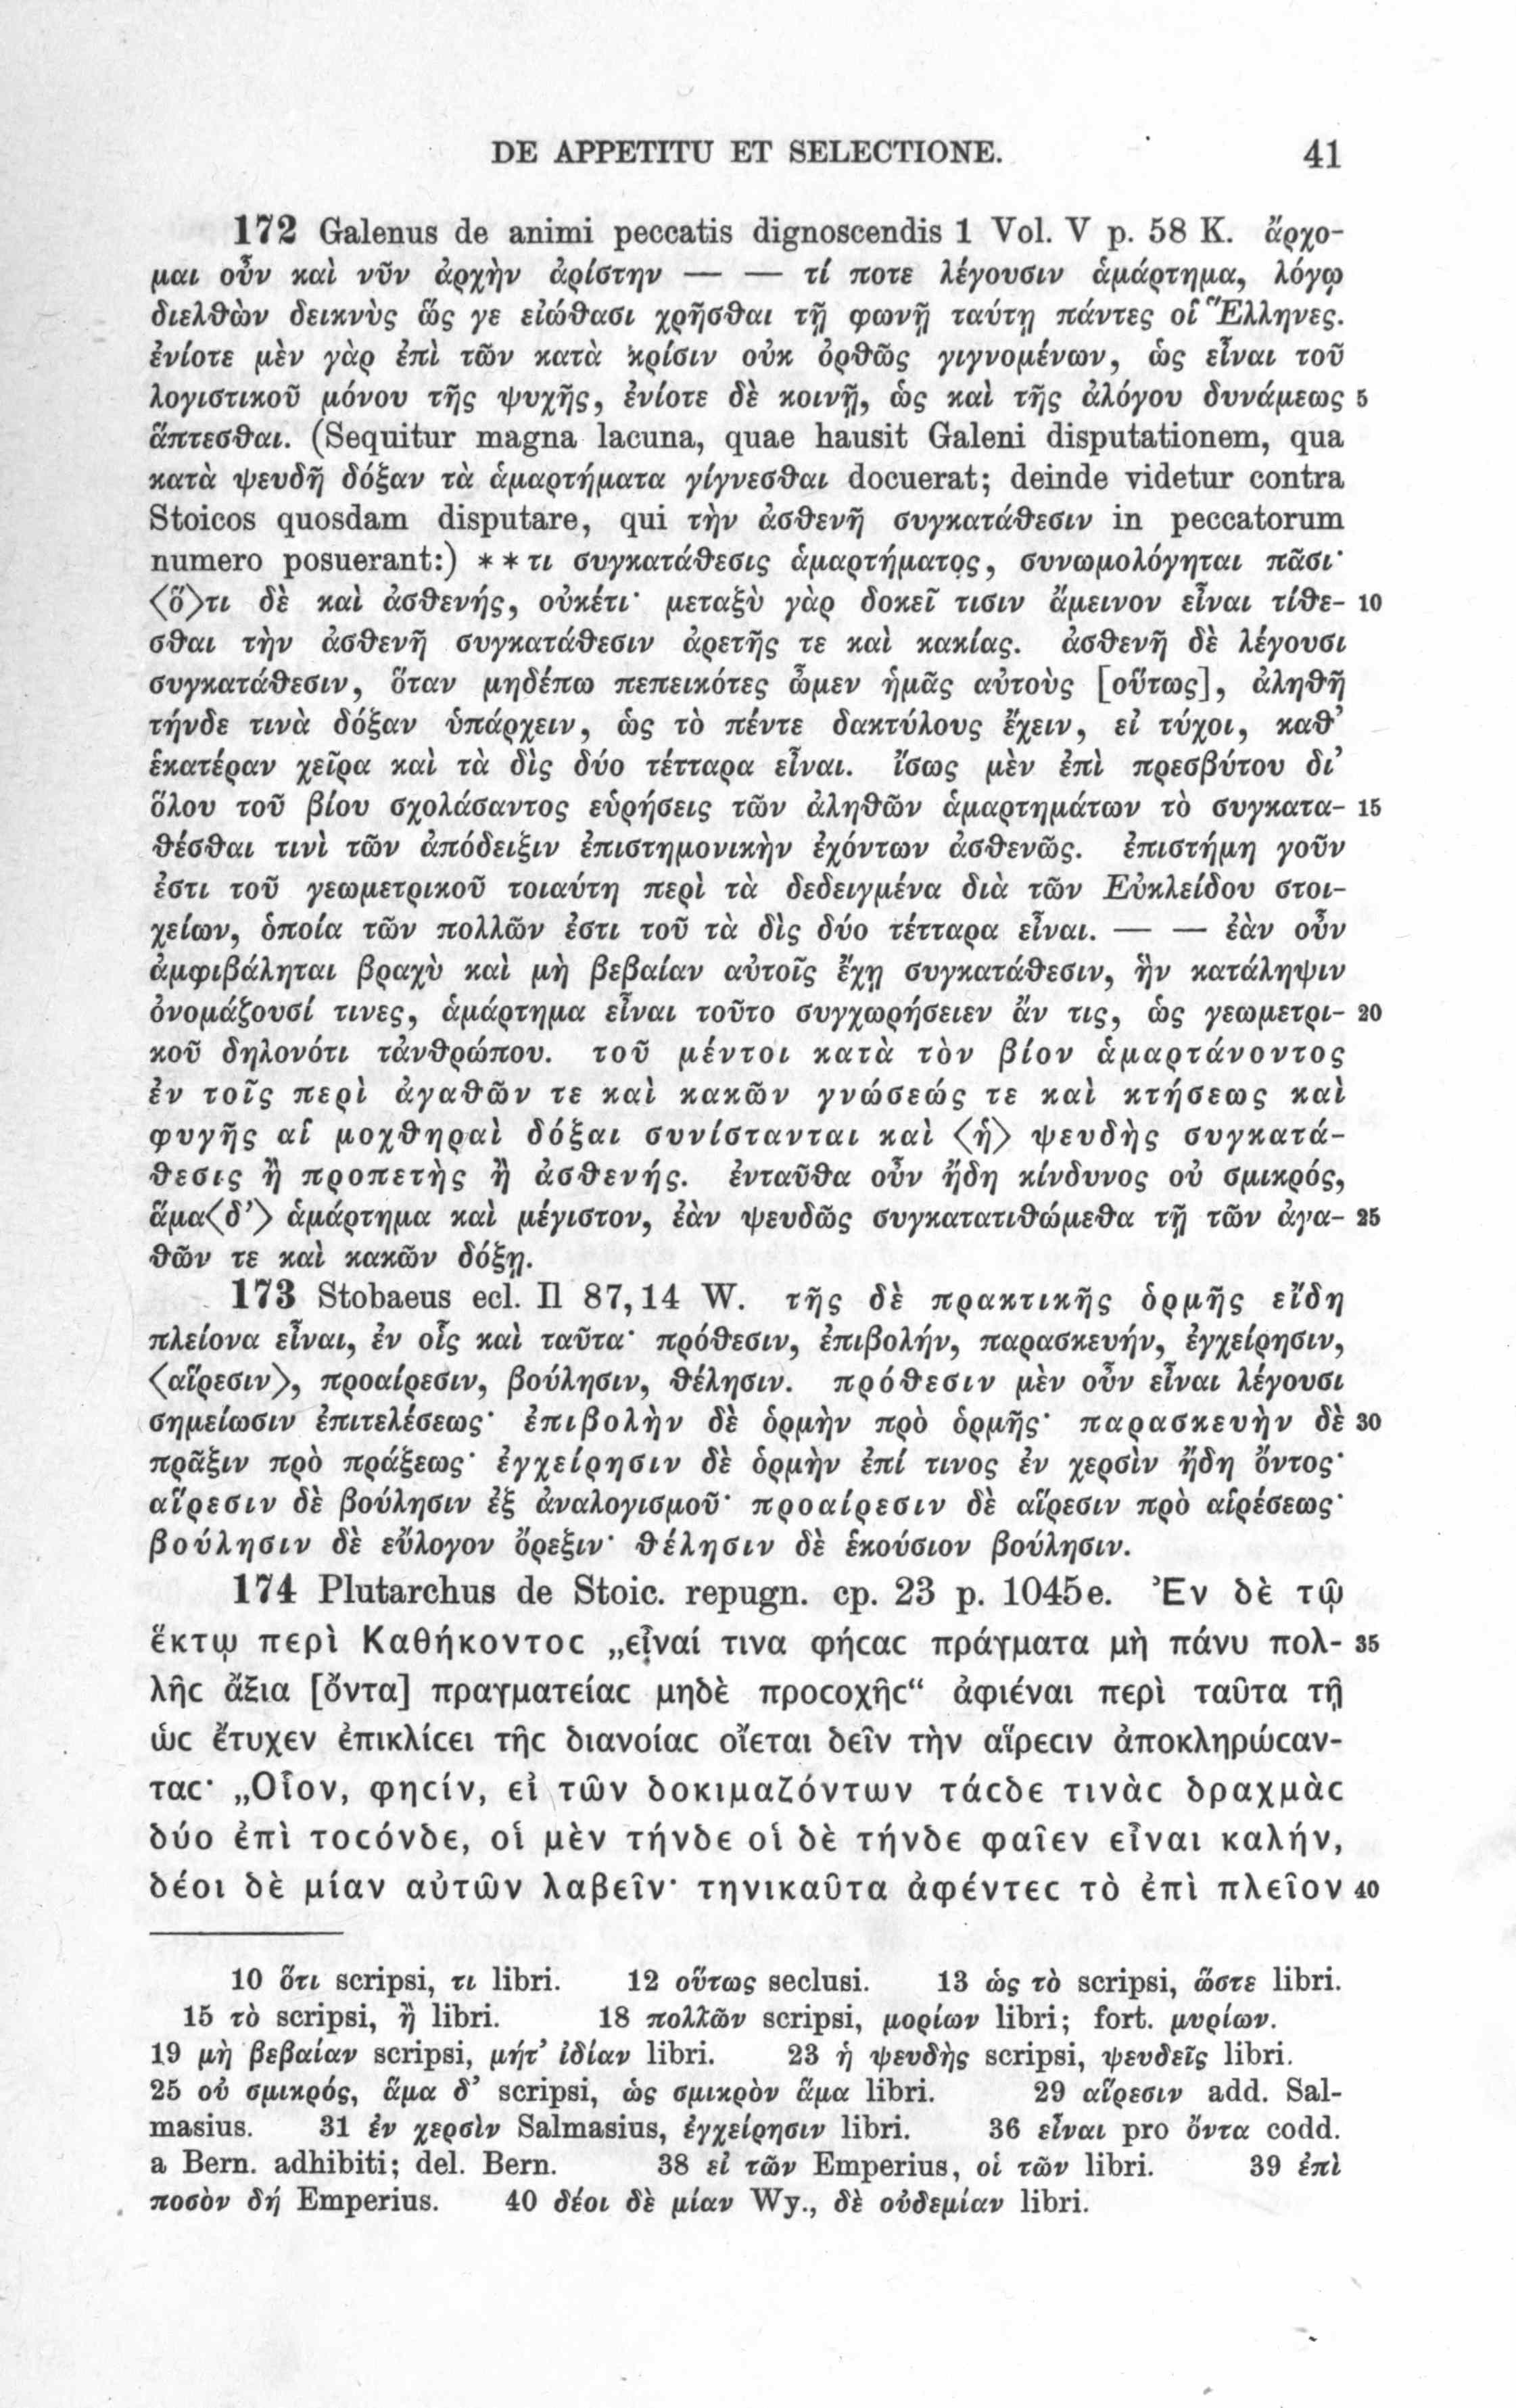 DE APPETITU ET SELECTIONE. 41
172 Galenus de animi peccatis dignoscendis 1 Vol. V p. 58 K. ἄρχο-
μαι οὖν καὶ νῦν ἀρχὴν ἀρίστην — — τί ποτε λέγουσιν ἁμάρτημα, λόγῳ
διελθὼν δεικνὺς ὥς γε εἰώθασι χρῆσθαι τῇ φωνῇ ταύτῃ πάντες οἱ Ἕλληνες.
ἐνίοτε μὲν γὰρ ἐπὶ τῶν κατὰ κρίσιν οὐκ ὀρθῶς γιγνομένων, ὡς εἶναι τοῦ
λογιστικοῦ μόνου τῆς ψυχῆς, ἐνίοτε δὲ κοινῇ, ὡς καὶ τῆς ἀλόγου δυνάμεως 5
ἅπτεσθαι. (Sequitur magna lacuna, quae hausit Galeni disputationem, qua
κατὰ ψευδῆ δόξαν τὰ ἁμαρτήματα γίγνεσθαι docuerat; deinde videtur contra
Stoicos quosdam disputare, qui τὴν ἀσθενῆ συγκατάθεσιν in peccatorum
numero posuerant:) * * τι συγκατάθεσις ἁμαρτήματος, συνωμολόγηται πᾶσι·
⟨ὅ⟩τι δὲ καὶ ἀσθενής, οὐκέτι· μεταξὺ γὰρ δοκεῖ τισιν ἄμεινον εἶναι τίθε- 10
σθαι τὴν ἀσθενῆ συγκατάθεσιν ἀρετῆς τε καὶ κακίας. ἀσθενῆ δὲ λέγουσι
συγκατάθεσιν, ὅταν μηδέπω πεπεικότες ὦμεν ἡμᾶς αὐτοὺς [οὕτως], ἀληθῆ
τήνδε τινὰ δόξαν ὑπάρχειν, ὡς τὸ πέντε δακτύλους ἔχειν, εἰ τύχοι, καθ’
ἑκατέραν χεῖρα καὶ τὰ δὶς δύο τέτταρα εἶναι. ἴσως μὲν ἐπὶ πρεσβύτου δι’
ὅλου τοῦ βίου σχολάσαντος εὑρήσεις τῶν ἀληθῶν ἁμαρτημάτων τὸ συγκατα- 15
θέσθαι τινὶ τῶν ἀπόδειξιν ἐπιστημονικὴν ἐχόντων ἀσθενῶς. ἐπιστήμη γοῦν
ἐστι τοῦ γεωμετρικοῦ τοιαύτη περὶ τὰ δεδειγμένα διὰ τῶν Εὐκλείδου στοι-
χείων, ὁποία τῶν πολλῶν ἐστι τοῦ τὰ δὶς δύο τέτταρα εἶναι. — — ἐὰν οὖν
ἀμφιβάληται βραχὺ καὶ μὴ βεβαίαν αὐτοῖς ἔχῃ συγκατάθεσιν, ἣν κατάληψιν
ὀνομάζουσί τινες, ἁμάρτημα εἶναι τοῦτο συγχωρήσειεν ἄν τις, ὡς γεωμετρι- 20
κοῦ δηλονότι τἀνθρώπου. τοῦ μέντοι κατὰ τὸν βίον ἁμαρτάνοντος
ἐν τοῖς περὶ ἀγαθῶν τε καὶ κακῶν γνώσεώς τε καὶ κτήσεως καὶ
φυγῆς αἱ μοχθηραὶ δόξαι συνίστανται καὶ ⟨ἡ⟩ ψευδὴς συγκατά-
θεσις ἢ προπετὴς ἢ ἀσθενής. ἐνταῦθα οὖν ἤδη κίνδυνος οὐ σμικρός,
ἅμα⟨δ’⟩ ἁμάρτημα καὶ μέγιστον, ἐὰν ψευδῶς συγκατατιθώμεθα τῇ τῶν ἀγα- 25
θῶν τε καὶ κακῶν δόξῃ.
173 Stobaeus ecl. II 87,14 W. τῆς δὲ πρακτικῆς ὁρμῆς εἴδη
πλείονα εἶναι, ἐν οἷς καὶ ταῦτα· πρόθεσιν, ἐπιβολήν, παρασκευήν, ἐγχείρησιν,
⟨αἵρεσιν⟩, προαίρεσιν, βούλησιν, θέλησιν. πρόθεσιν μὲν οὖν εἶναι λέγουσι
σημείωσιν ἐπιτελέσεως· ἐπιβολὴν δὲ ὁρμὴν πρὸ ὁρμῆς· παρασκευὴν δὲ 30
πρᾶξιν πρὸ πράξεως· ἐγχείρησιν δὲ ὁρμὴν ἐπί τινος ἐν χερσὶν ἤδη ὄντος·
αἵρεσιν δὲ βούλησιν ἐξ ἀναλογισμοῦ· προαίρεσιν δὲ αἵρεσιν πρὸ αἱρέσεως·
βούλησιν δὲ εὔλογον ὄρεξιν· θέλησιν δὲ ἑκούσιον βούλησιν.
174 Plutarchus de Stoic. repugn. cp. 23 p. 1045e. Ἐν δὲ τῷ
ἕκτῳ περὶ Καθήκοντοϲ „εἶναί τινα φήϲαϲ πράγματα μὴ πάνυ πολ- 35
λῆϲ ἄξια [ὄντα] πραγματείαϲ μηδὲ προϲοχῆϲ“ ἀφιέναι περὶ ταῦτα τῇ
ὡϲ ἔτυχεν ἐπικλίϲει τῆϲ διανοίαϲ οἴεται δεῖν τὴν αἵρεϲιν ἀποκληρώϲαν-
ταϲ· „Οἷον, φηϲίν, εἰ τῶν δοκιμαζόντων τάϲδε τινὰϲ δραχμὰϲ
δύο ἐπὶ τοϲόνδε, οἱ μὲν τήνδε οἱ δὲ τήνδε φαῖεν εἶναι καλήν,
δέοι δὲ μίαν αὐτῶν λαβεῖν· τηνικαῦτα ἀφέντεϲ τὸ ἐπὶ πλεῖον 40
10 ὅτι scripsi, τι libri. 12 οὕτως seclusi. 13 ὡς τὸ scripsi, ὥστε libri.
15 τὸ scripsi, ἢ libri. 18 πολλῶν scripsi, μορίων libri; fort. μυρίων.
19 μὴ βεβαίαν scripsi, μήτ’ ἰδίαν libri. 23 ἡ ψευδὴς scripsi, ψευδεῖς libri.
25 οὐ σμικρός, ἅμα δ’ scripsi, ὡς σμικρὸν ἅμα libri. 29 αἵρεσιν add. Sal-
masius. 31 ἐν χερσὶν Salmasius, ἐγχείρησιν libri. 36 εἶναι pro ὄντα codd.
a Bern. adhibiti; del. Bern. 38 εἰ τῶν Emperius, οἱ τῶν libri. 39 ἐπὶ
ποσὸν δή Emperius. 40 δέοι δὲ μίαν Wy., δὲ οὐδεμίαν libri.